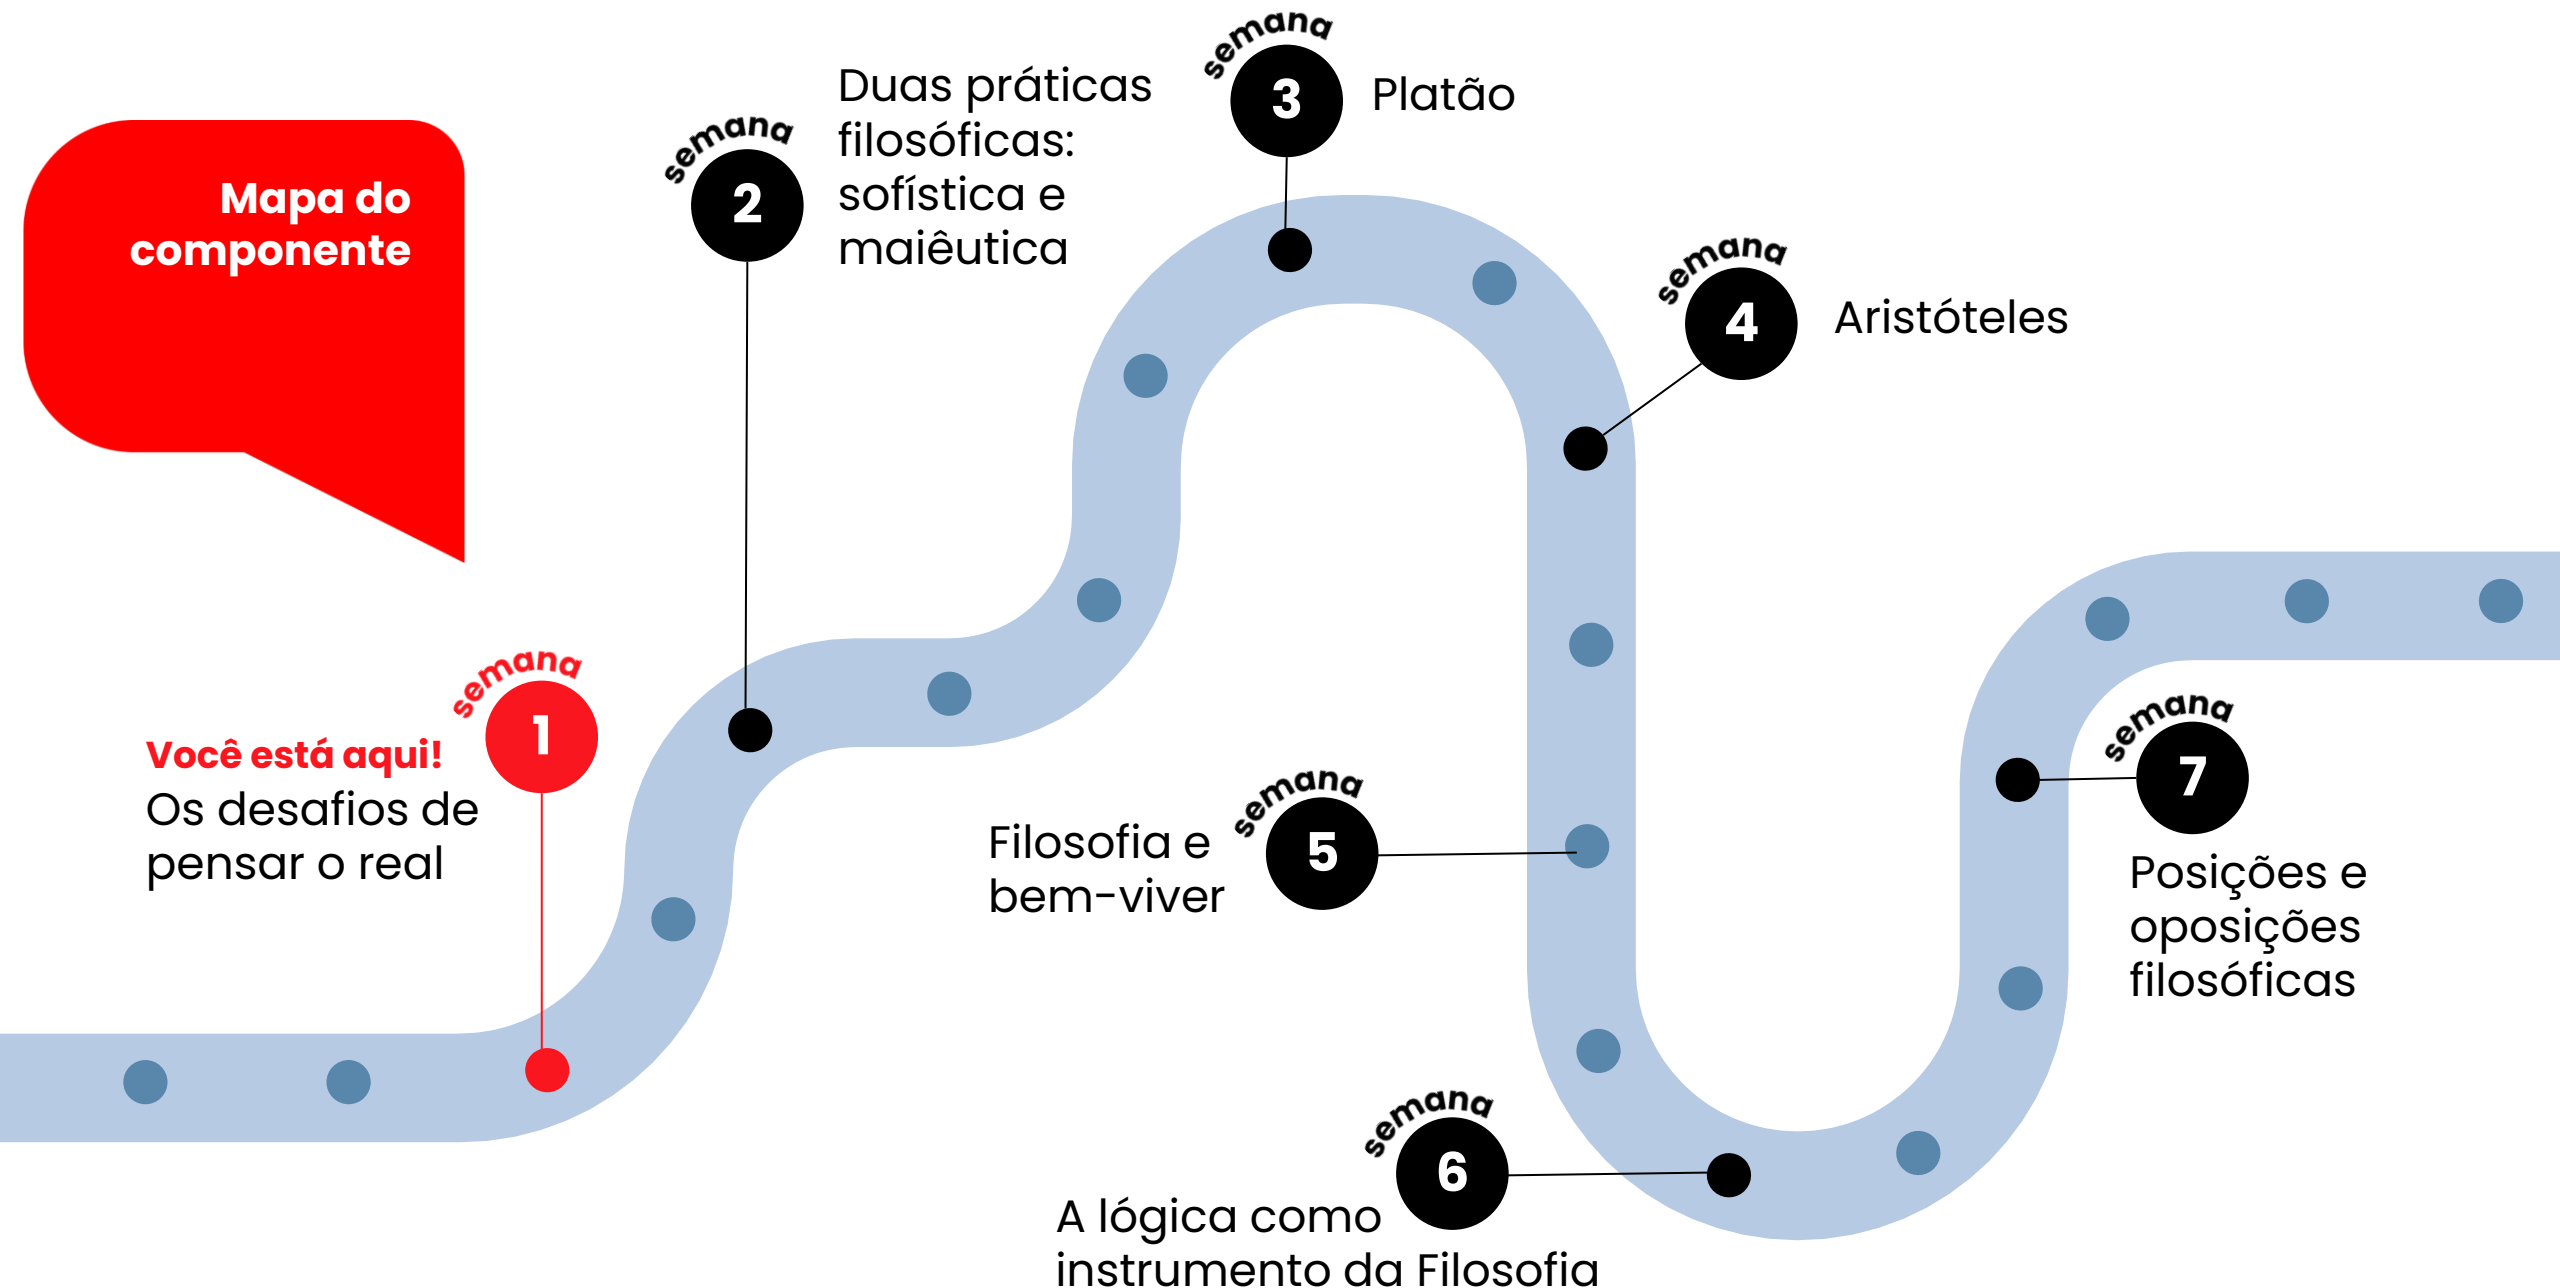 Mapa do
componente
semana
1
Você está aqui!
Os desafios de
pensar o real
semana
2
Duas práticas
filosóficas:
sofística e
maiêutica
semana
3
Platão
semana
4
Aristóteles
semana
5
Filosofia e
bem-viver
semana
6
A lógica como
instrumento da Filosofia
semana
7
Posições e
oposições
filosóficas